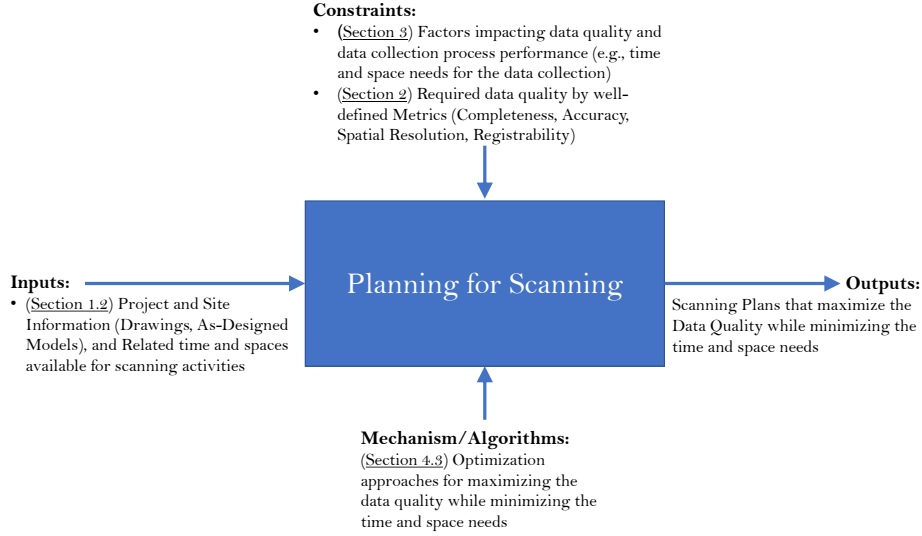 Constraints:
• (Section 3) Factors impacting data quality and
data collection process performance (e.g., time
and space needs for the data collection)
• (Section 2) Required data quality by well-
defined Metrics (Completeness, Accuracy,
Spatial Resolution, Registrability)
Planning for Scanning
Inputs:
• (Section 1.2) Project and Site
Information (Drawings, As-Designed
Models), and Related time and spaces
available for scanning activities
Outputs:
Scanning Plans that maximize the
Data Quality while minimizing the
time and space needs
Mechanism/Algorithms:
(Section 4.3) Optimization
approaches for maximizing the
data quality while minimizing the
time and space needs